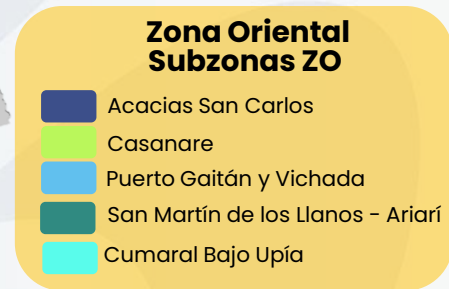 Zona Oriental
Subzonas ZO
Acacias San Carlos
Casanare
Puerto Gaitán y Vichada
San Martín de los Llanos - Ariarí
Cumaral Bajo Upía